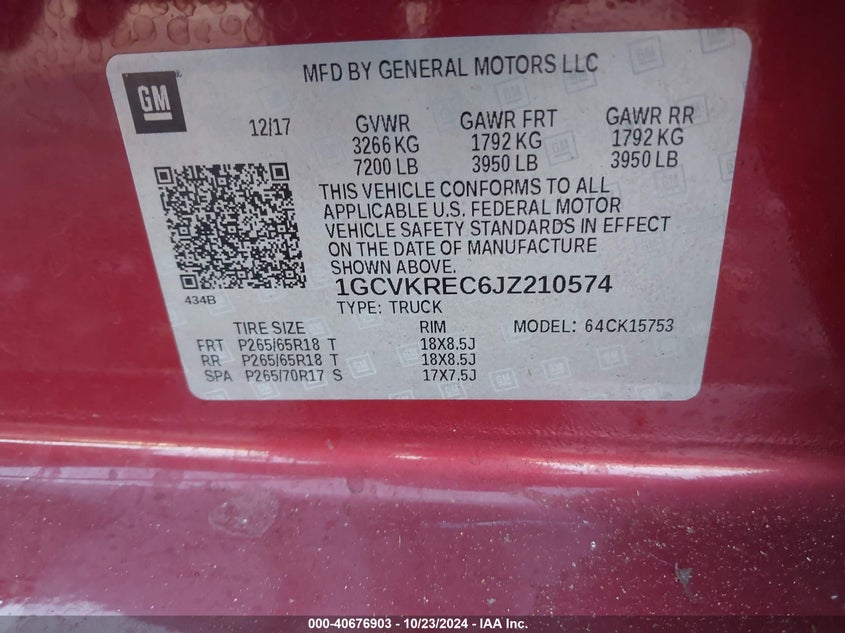 MFD BY GENERAL MOTORS LLC
GM
12/17 GVWR GAWR FRT GAWR RR
3266 KG 1792 KG 1792 KG
7200 LB 3950 LB 3950 LB
THIS VEHICLE CONFORMS TO ALL
APPLICABLE U.S. FEDERAL MOTOR
VEHICLE SAFETY STANDARDS IN EFFECT
ON THE DATE OF MANUFACTURE
SHOWN ABOVE.
434B
1GCVKREC6JZ210574
TYPE: TRUCK
TIRE SIZE RIM MODEL: 64CK15753
FRT P265/65R18 T 18X8.5J
RR P265/65R18 T 18X8.5J
SPA P265/70R17 S 17X7.5J
000-40676903 - 10/23/2024 - IAA Inc.